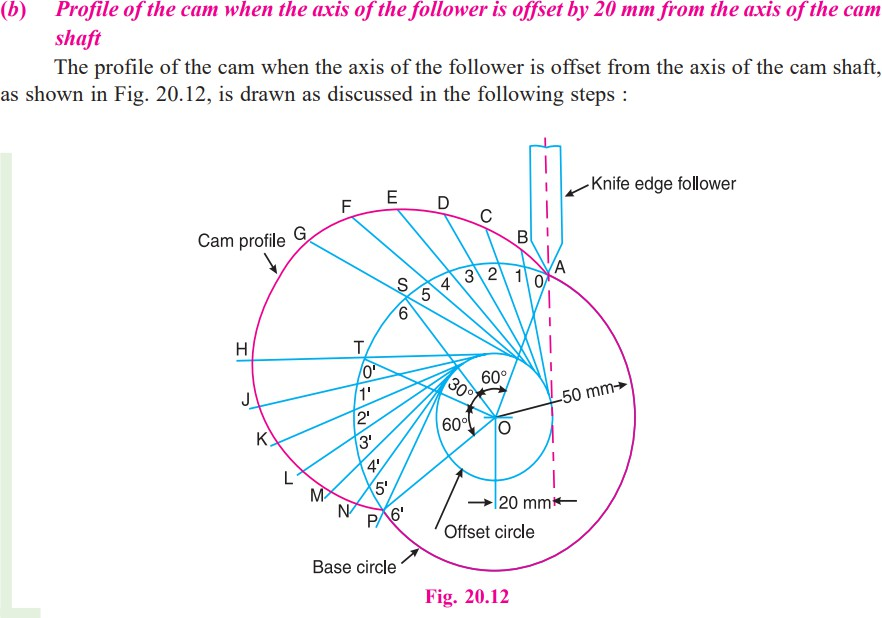 (b) Profile of the cam when the axis of the follower is offset by 20 mm from the axis of the cam
shaft
The profile of the cam when the axis of the follower is offset from the axis of the cam shaft,
as shown in Fig. 20.12, is drawn as discussed in the following steps :
Knife edge follower
E
F
D
C
G
B
Cam profile
A
S
5
4
3
2
1
0
6
H
T
0'
60°
30°
50 mm
J
1'
2'
60°
O
K
3'
L
4'
M
5'
N
P
6'
20 mm
Offset circle
Base circle
Fig. 20.12